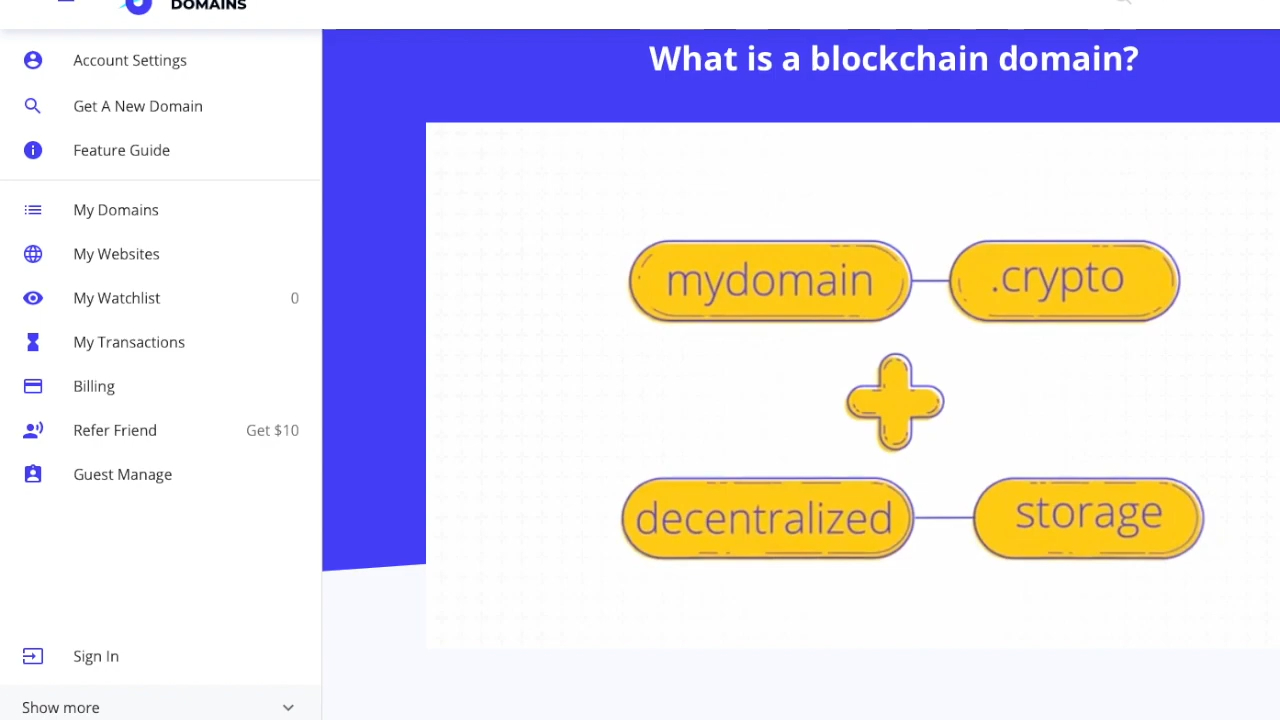 DOMAINS
Account Settings
Get A New Domain
Feature Guide
My Domains
My Websites
My Watchlist 0
My Transactions
Billing
Refer Friend Get $10
Guest Manage
Sign In
Show more
What is a blockchain domain?
mydomain .crypto
decentralized storage